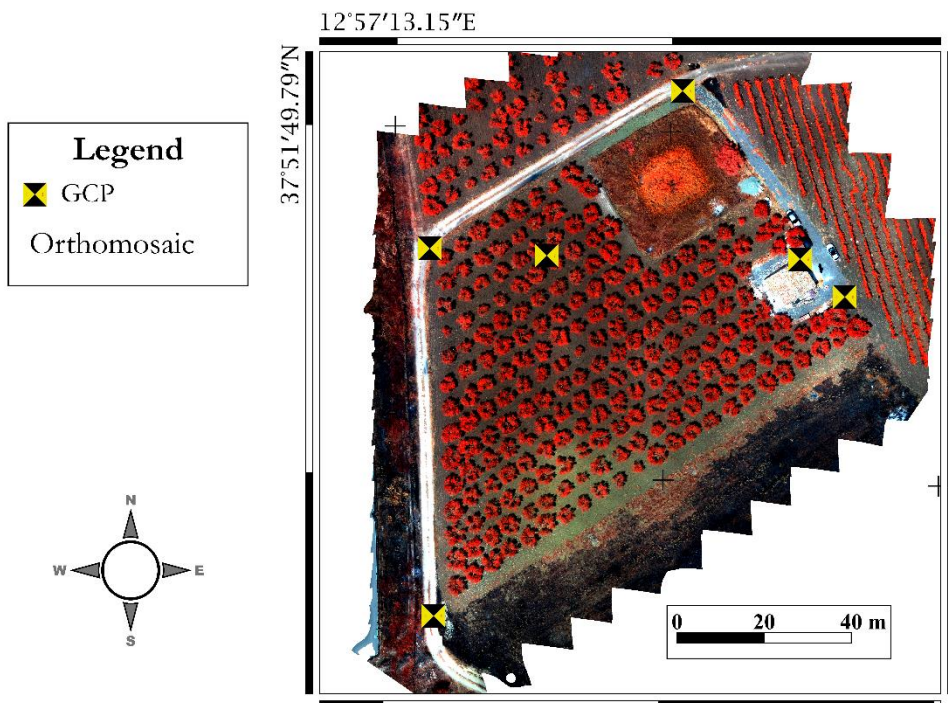 12°57′13.15″E
37°51′49.79″N
Legend
GCP
Orthomosaic
N
W
E
S
0 20 40 m